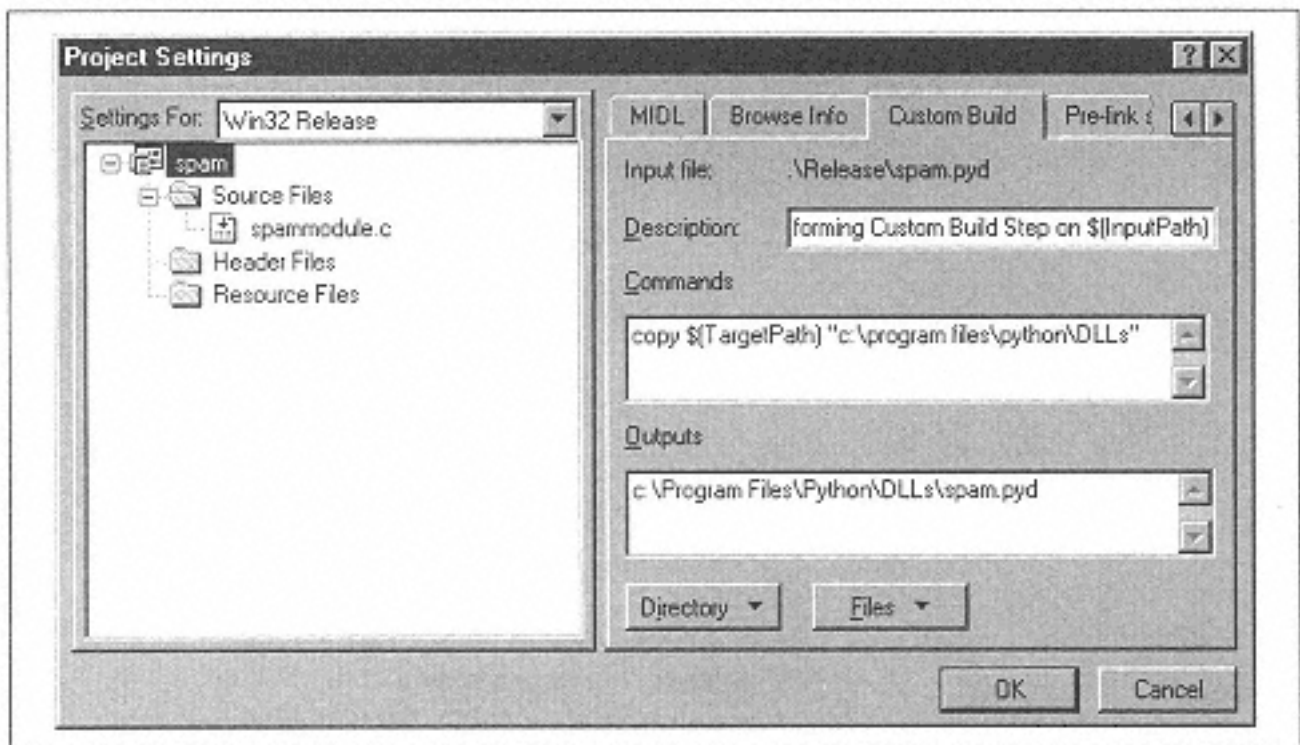 Project Settings
Settings For: Win32 Release
spam
Source Files
spammodule.c
Header Files
Resource Files
MIDL Browse Info Custom Build Pre-link s
Input file: .\Release\spam.pyd
Description: forming Custom Build Step on $(InputPath)
Commands
copy $(TargetPath) "c:\program files\python\DLLs"
Outputs
c:\Program Files\Python\DLLs\spam.pyd
Directory Files
OK Cancel